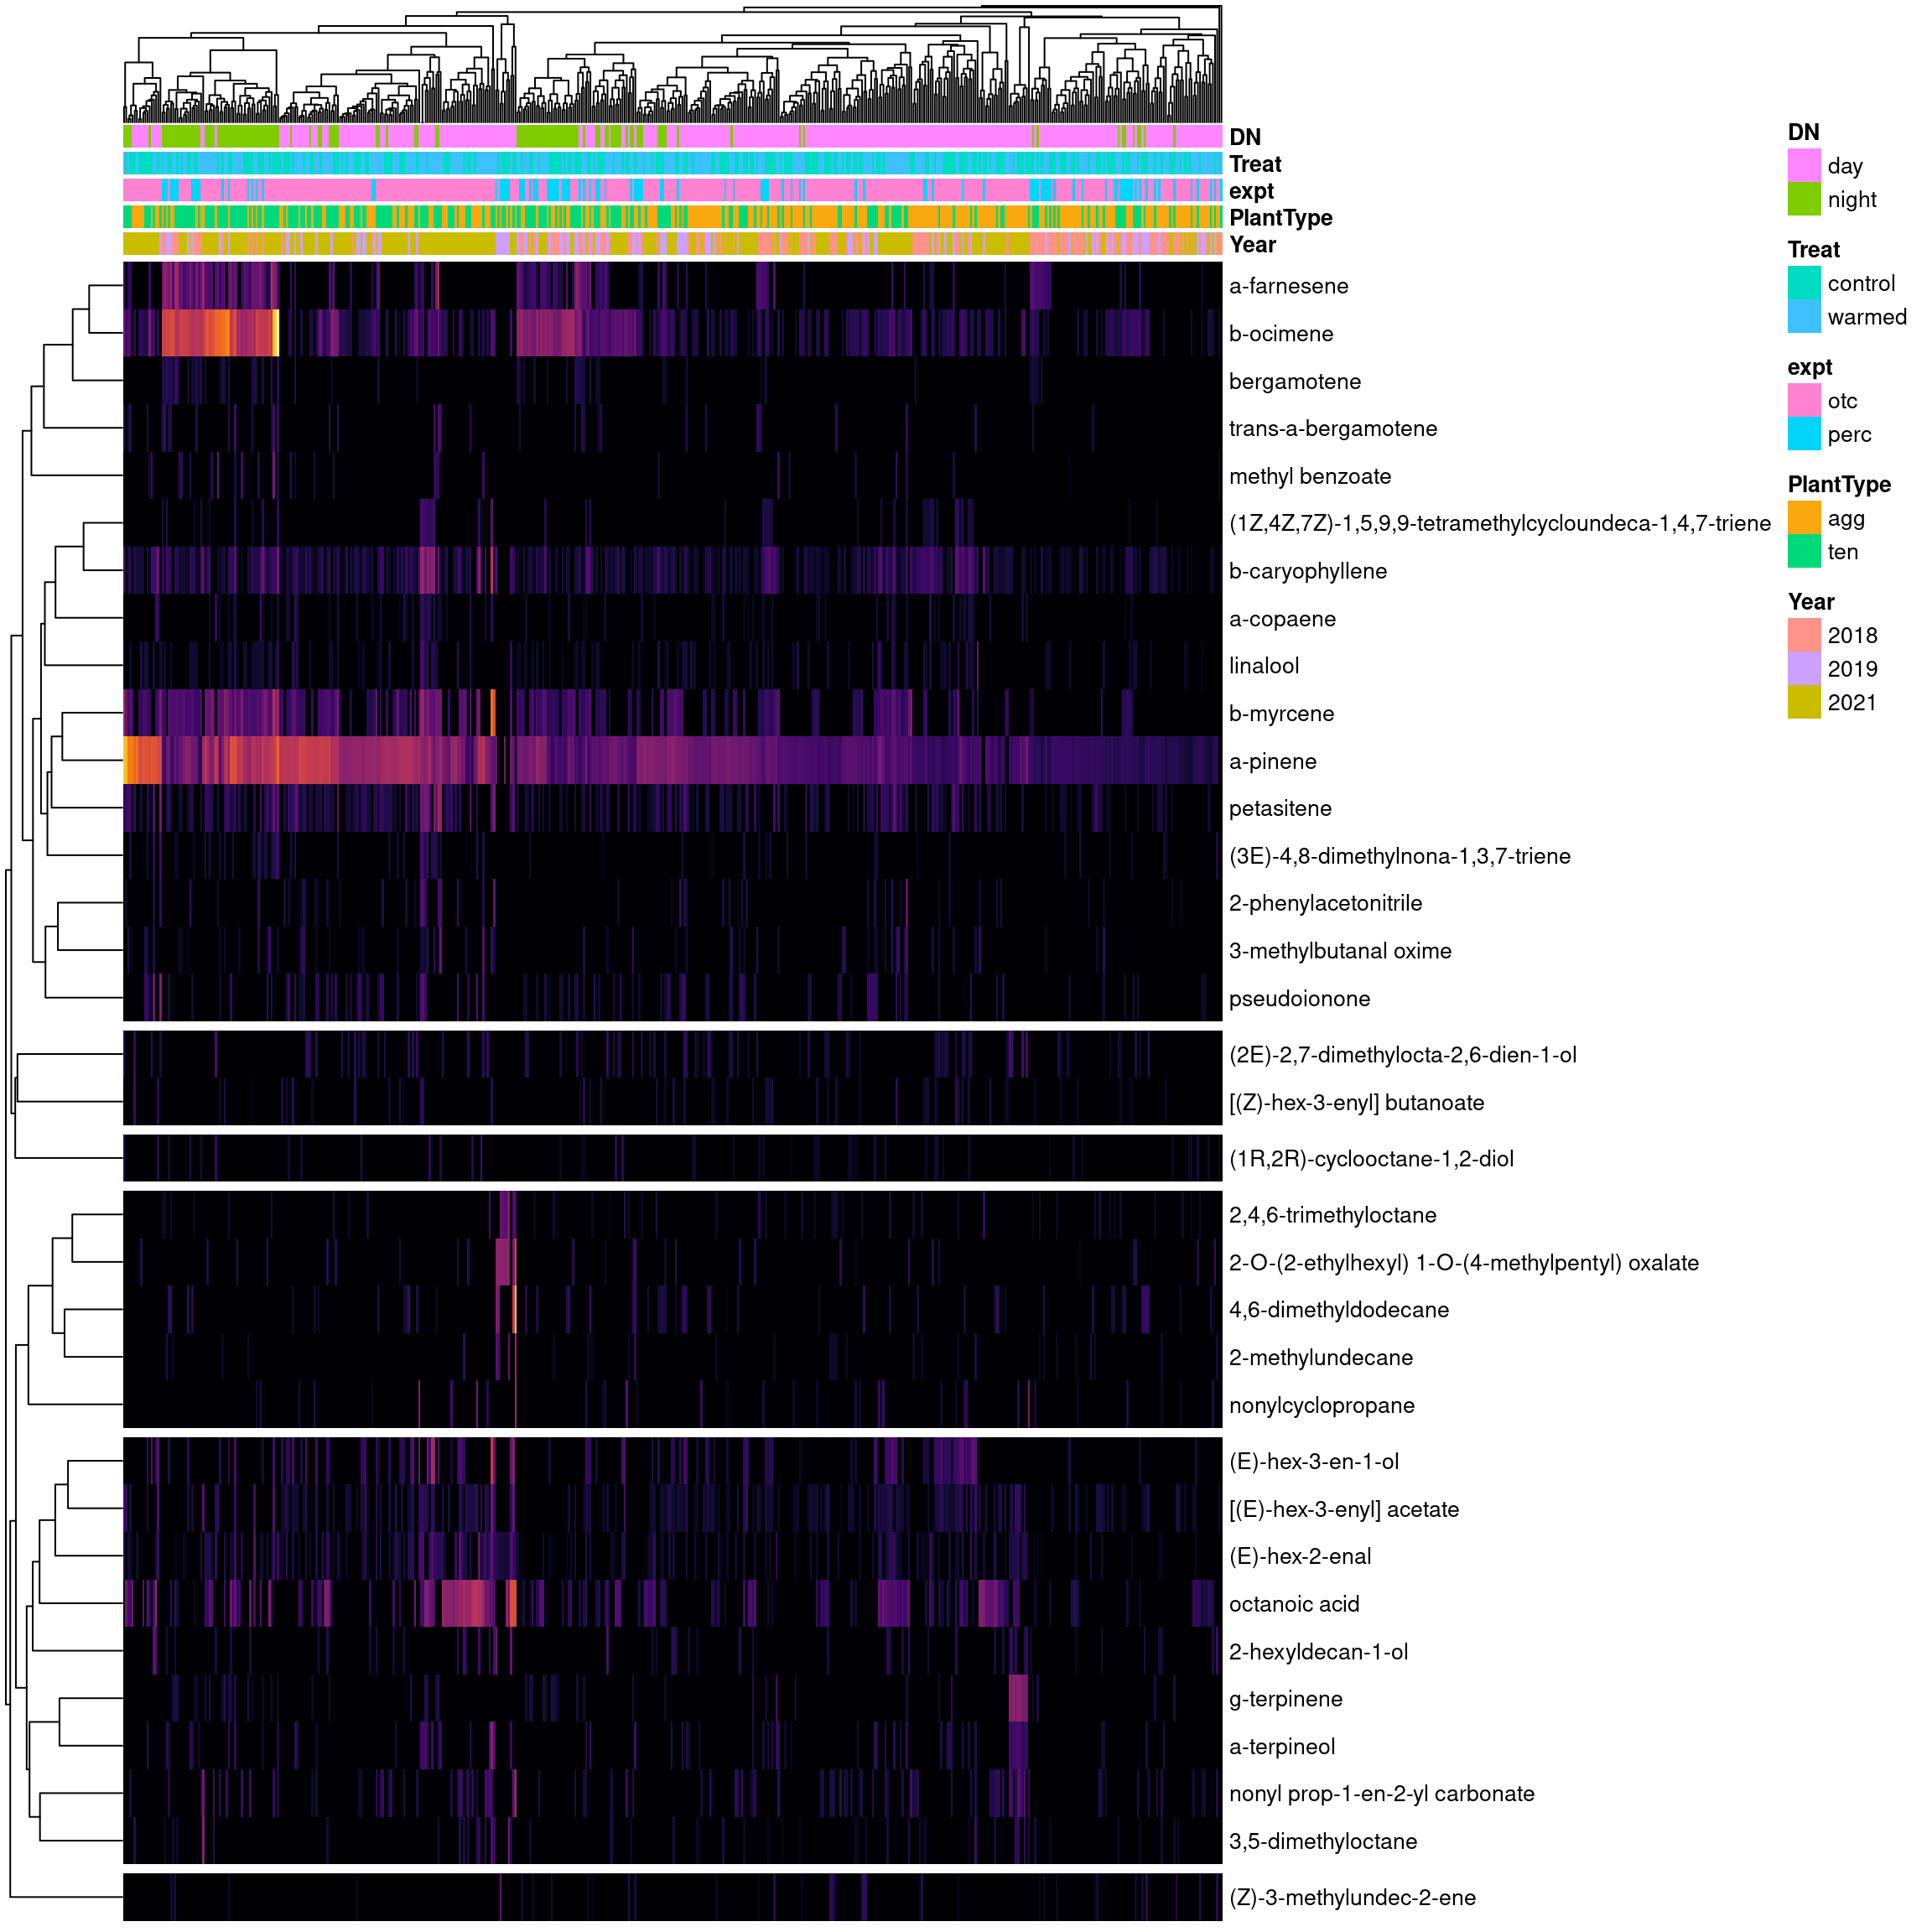 DN
Treat
expt
PlantType
Year
a-farnesene
b-ocimene
bergamotene
trans-a-bergamotene
methyl benzoate
(1Z,4Z,7Z)-1,5,9,9-tetramethylcycloundeca-1,4,7-triene
b-caryophyllene
a-copaene
linalool
b-myrcene
a-pinene
petasitene
(3E)-4,8-dimethylnona-1,3,7-triene
2-phenylacetonitrile
3-methylbutanal oxime
pseudoionone
(2E)-2,7-dimethylocta-2,6-dien-1-ol
[(Z)-hex-3-enyl] butanoate
(1R,2R)-cyclooctane-1,2-diol
2,4,6-trimethyloctane
2-O-(2-ethylhexyl) 1-O-(4-methylpentyl) oxalate
4,6-dimethyldodecane
2-methylundecane
nonylcyclopropane
(E)-hex-3-en-1-ol
[(E)-hex-3-enyl] acetate
(E)-hex-2-enal
octanoic acid
2-hexyldecan-1-ol
g-terpinene
a-terpineol
nonyl prop-1-en-2-yl carbonate
3,5-dimethyloctane
(Z)-3-methylundec-2-ene
DN
day
night
Treat
control
warmed
expt
otc
perc
PlantType
agg
ten
Year
2018
2019
2021